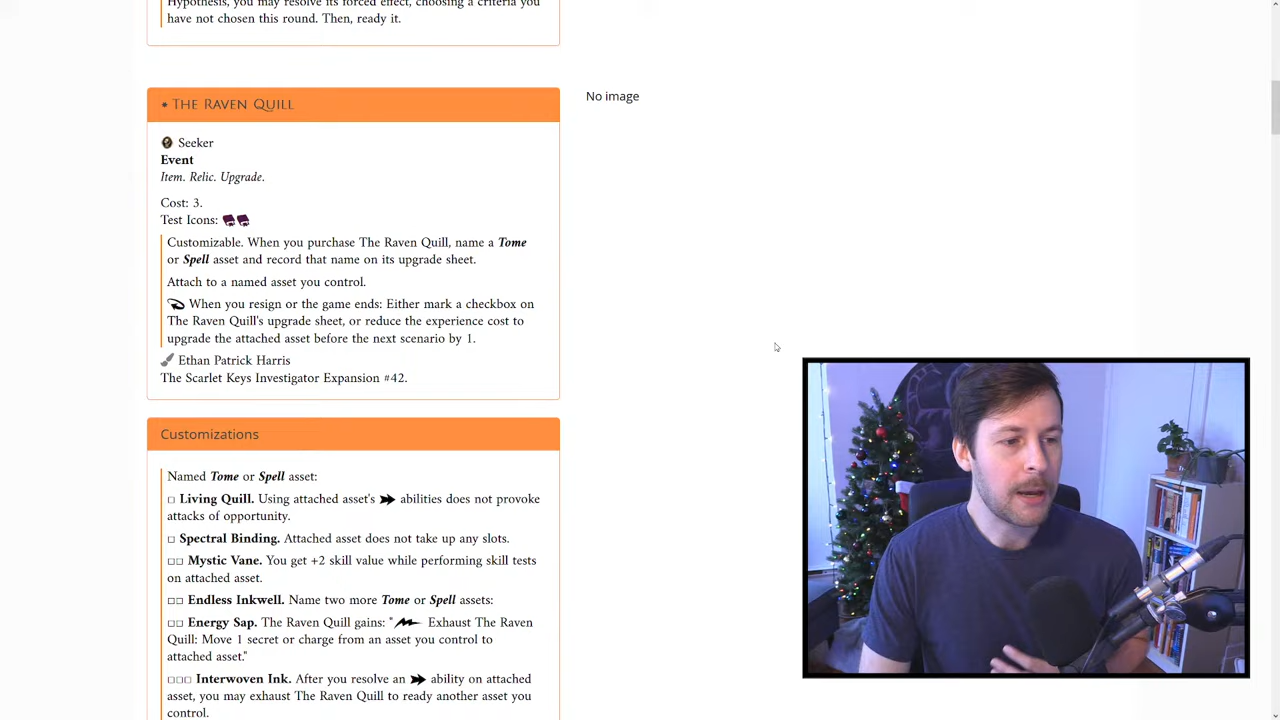 Hypothesis, you may resolve its forced effect, choosing a criteria you
have not chosen this round. Then, ready it.
The Raven Quill
No image
Seeker
Event
Item. Relic. Upgrade.
Cost: 3.
Test Icons:
Customizable. When you purchase The Raven Quill, name a Tome
or Spell asset and record that name on its upgrade sheet.
Attach to a named asset you control.
When you resign or the game ends: Either mark a checkbox on
The Raven Quill's upgrade sheet, or reduce the experience cost to
upgrade the attached asset before the next scenario by 1.
Ethan Patrick Harris
The Scarlet Keys Investigator Expansion #42.
Customizations
Named Tome or Spell asset:
□ Living Quill. Using attached asset's abilities does not provoke
attacks of opportunity.
□ Spectral Binding. Attached asset does not take up any slots.
□□ Mystic Vane. You get +2 skill value while performing skill tests
on attached asset.
□□ Endless Inkwell. Name two more Tome or Spell assets:
□□ Energy Sap. The Raven Quill gains: " Exhaust The Raven
Quill: Move 1 secret or charge from an asset you control to
attached asset."
□□□ Interwoven Ink. After you resolve an ability on attached
asset, you may exhaust The Raven Quill to ready another asset you
control.